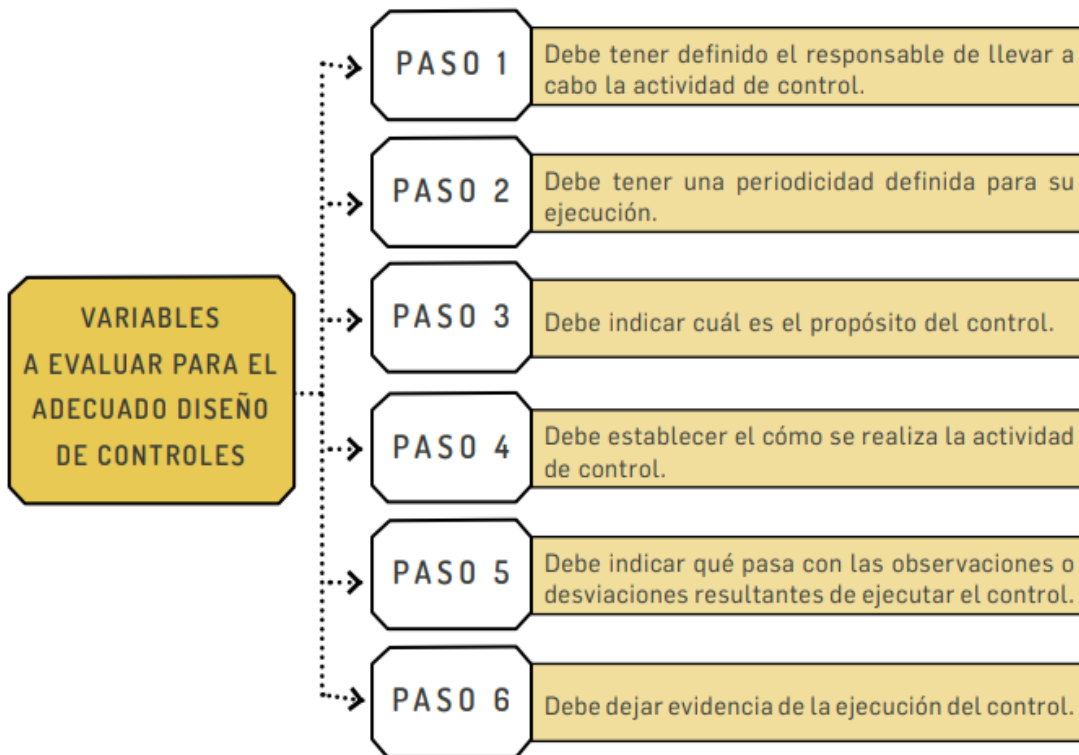 VARIABLES
A EVALUAR PARA EL
ADECUADO DISEÑO
DE CONTROLES
PASO 1
Debe tener definido el responsable de llevar a
cabo la actividad de control.
PASO 2
Debe tener una periodicidad definida para su
ejecución.
PASO 3
Debe indicar cuál es el propósito del control.
PASO 4
Debe establecer el cómo se realiza la actividad
de control.
PASO 5
Debe indicar qué pasa con las observaciones o
desviaciones resultantes de ejecutar el control.
PASO 6
Debe dejar evidencia de la ejecución del control.